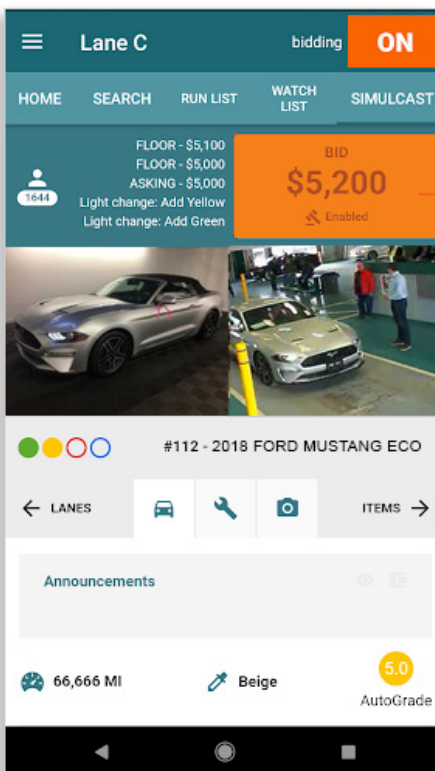 Lane C
bidding
ON
HOME
SEARCH
RUN LIST
WATCH
LIST
SIMULCAST
1644
FLOOR - $5,100
FLOOR - $5,000
ASKING - $5,000
Light change: Add Yellow
Light change: Add Green
BID
$5,200
Enabled
#112 - 2018 FORD MUSTANG ECO
LANES
ITEMS
Announcements
66,666 MI
Beige
5.0
AutoGrade